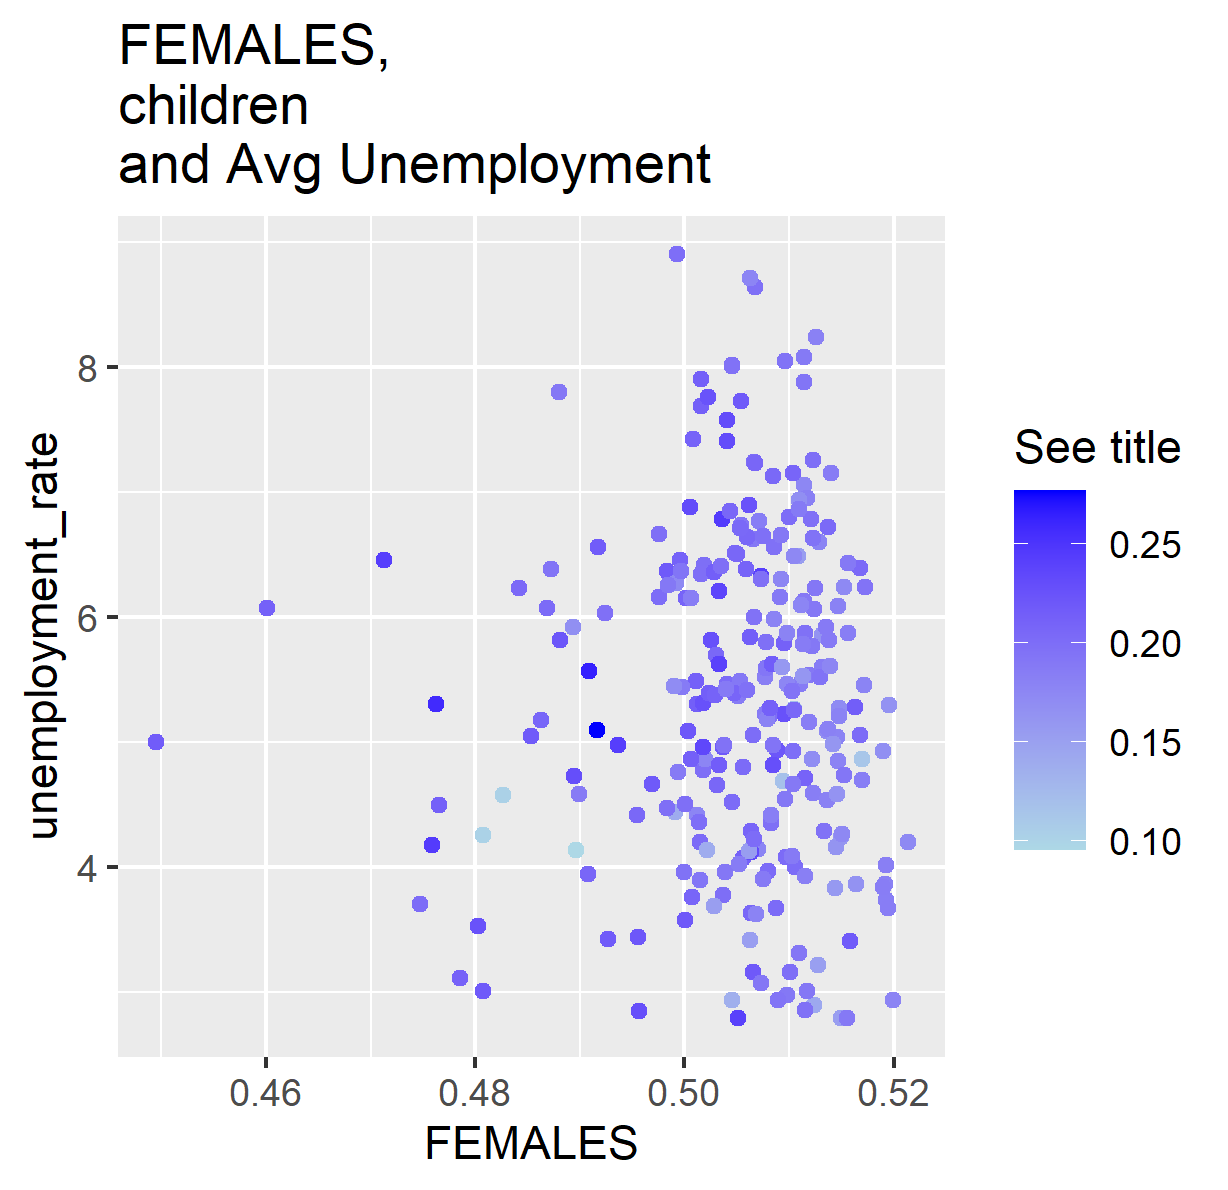 FEMALES,
children
and Avg Unemployment
unemployment_rate
8
6
4
0.46
0.48
0.50
0.52
FEMALES
See title
0.25
0.20
0.15
0.10